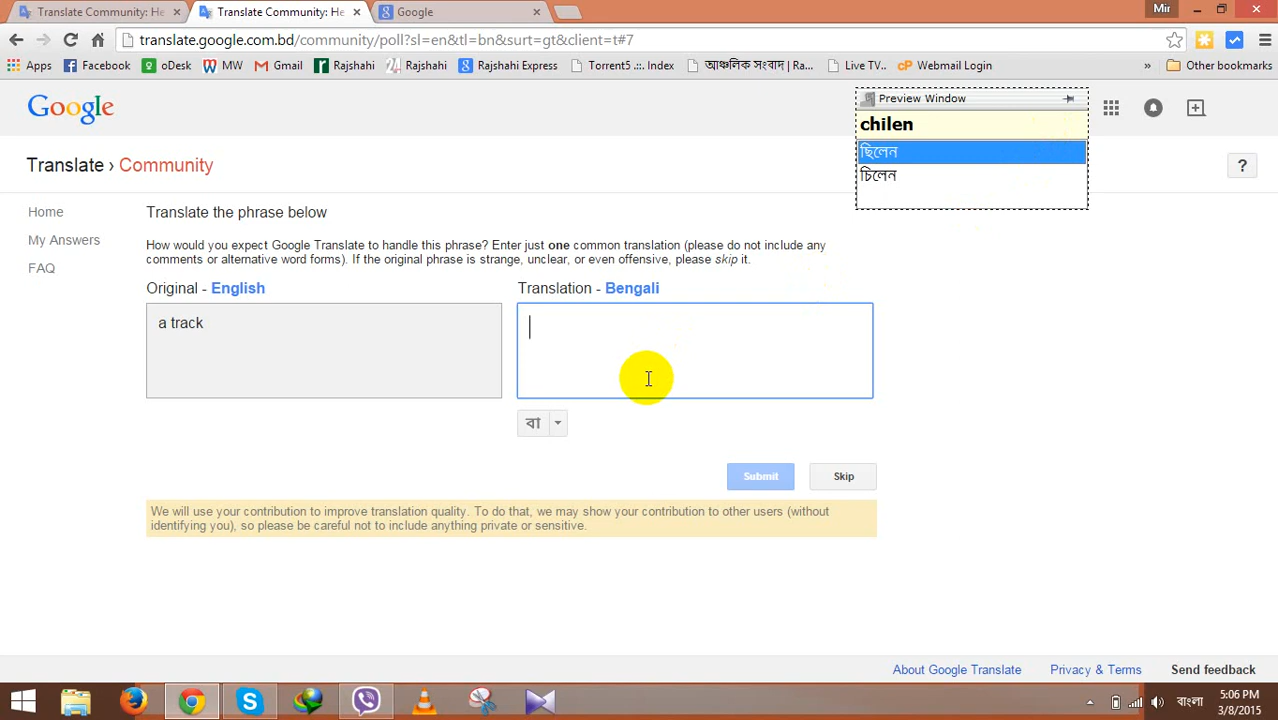 Translate Community: He
Translate Community: He
Google
Mir
translate.google.com.bd/community/poll?sl=en&tl=bn&surt=gt&client=t#7
Apps
Facebook
oDesk
MW
Gmail
Rajshahi
Rajshahi
Rajshahi Express
Torrent5 .::. Index
আঞ্চলিক সংবাদ | Ra...
Live TV..
Webmail Login
»
Other bookmarks
Google
Preview Window
chilen
ছিলেন
চিলেন
Translate › Community
?
Home
My Answers
FAQ
Translate the phrase below
How would you expect Google Translate to handle this phrase? Enter just one common translation (please do not include any
comments or alternative word forms). If the original phrase is strange, unclear, or even offensive, please skip it.
Original - English
Translation - Bengali
a track
বা
Submit
Skip
We will use your contribution to improve translation quality. To do that, we may show your contribution to other users (without
identifying you), so please be careful not to include anything private or sensitive.
About Google Translate
Privacy & Terms
Send feedback
বাংলা
5:06 PM
3/8/2015